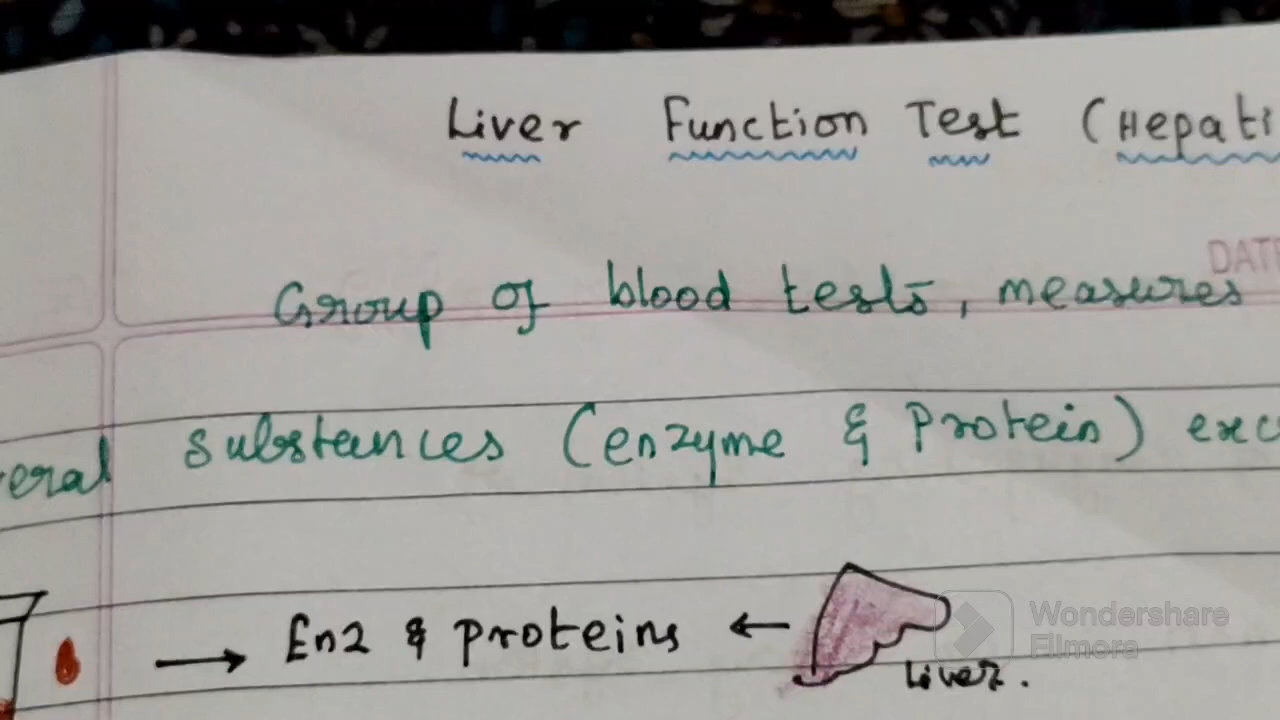 Liver Function Test (Hepati
DATE
Group of blood tests, measures
eral substances (enzyme & Protein) exc
Enz & proteins
Liver.
Wondershare
Filmora